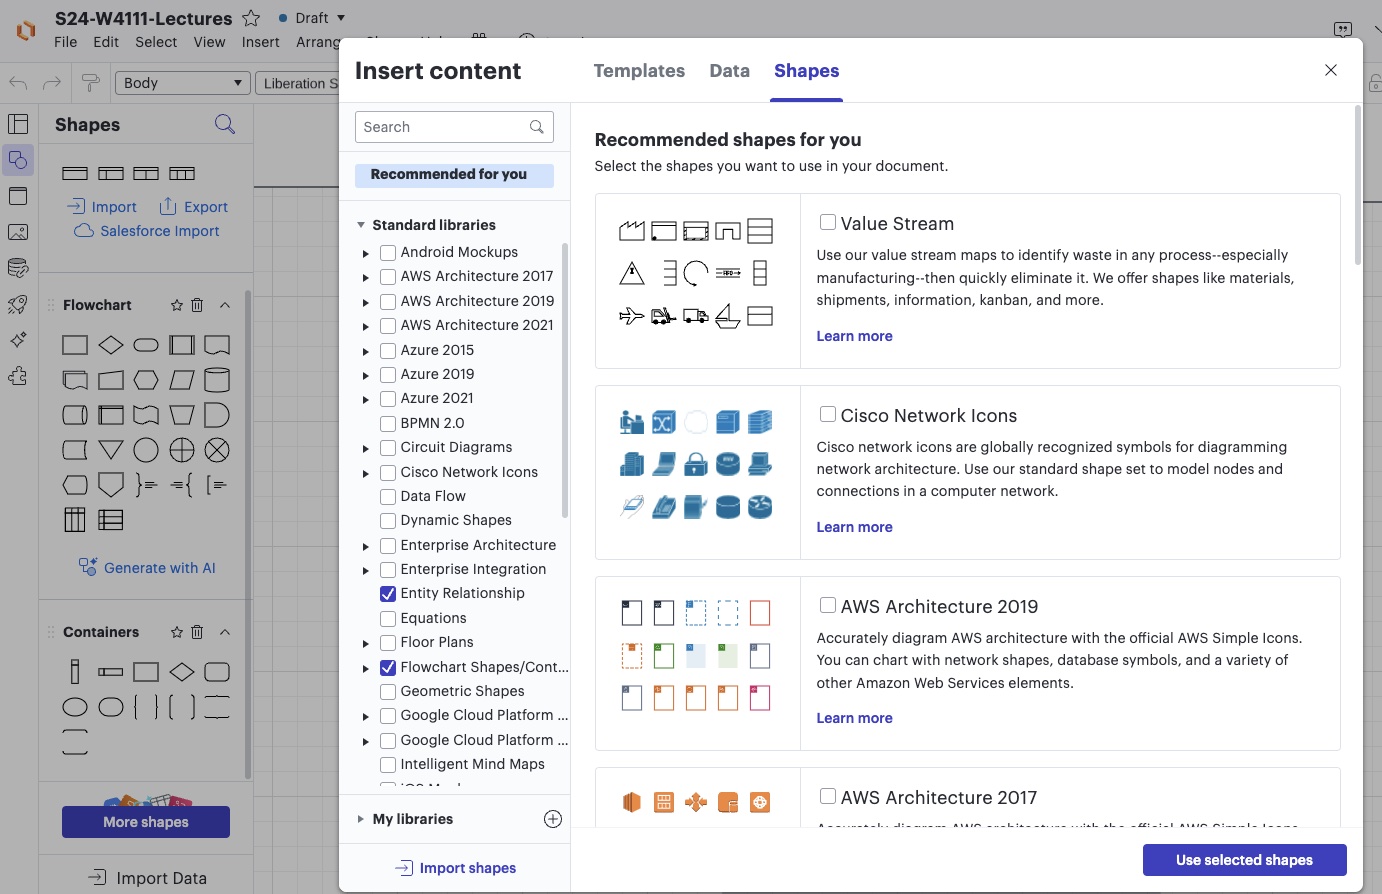 S24-W4111-Lectures
Draft
File Edit Select View Insert Arrang
Body
Liberation S
Shapes
Import Export
Salesforce Import
Flowchart
Generate with AI
Containers
More shapes
Import Data
Insert content
Templates Data Shapes
Search
Recommended for you
Standard libraries
Android Mockups
AWS Architecture 2017
AWS Architecture 2019
AWS Architecture 2021
Azure 2015
Azure 2019
Azure 2021
BPMN 2.0
Circuit Diagrams
Cisco Network Icons
Data Flow
Dynamic Shapes
Enterprise Architecture
Enterprise Integration
Entity Relationship
Equations
Floor Plans
Flowchart Shapes/Cont...
Geometric Shapes
Google Cloud Platform ...
Google Cloud Platform ...
Intelligent Mind Maps
My libraries
Import shapes
Recommended shapes for you
Select the shapes you want to use in your document.
Value Stream
Use our value stream maps to identify waste in any process--especially
manufacturing--then quickly eliminate it. We offer shapes like materials,
shipments, information, kanban, and more.
Learn more
Cisco Network Icons
Cisco network icons are globally recognized symbols for diagramming
network architecture. Use our standard shape set to model nodes and
connections in a computer network.
Learn more
AWS Architecture 2019
Accurately diagram AWS architecture with the official AWS Simple Icons.
You can chart with network shapes, database symbols, and a variety of
other Amazon Web Services elements.
Learn more
AWS Architecture 2017
Accurately diagram AWS architecture with the official AWS Simple Icons.
Use selected shapes